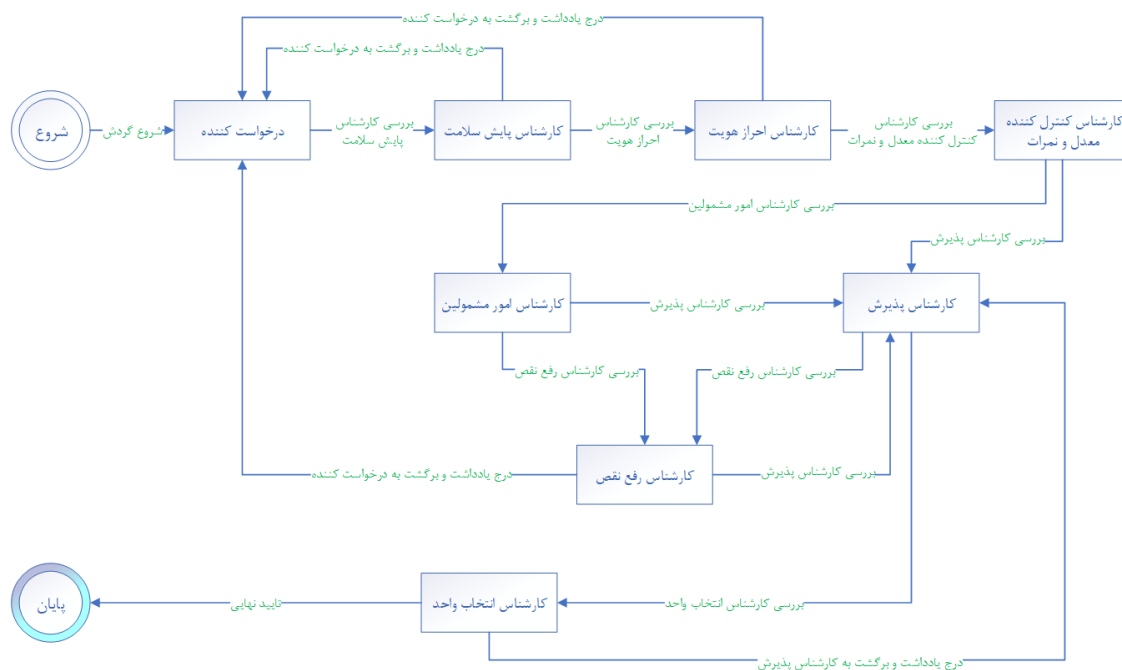 درج یادداشت و برگشت به درخواست کننده
درج یادداشت و برگشت به درخواست کننده
شروع
شروع گردش
درخواست کننده
بررسی کارشناس
پایش سلامت
کارشناس پایش سلامت
بررسی کارشناس
احراز هویت
کارشناس احراز هویت
بررسی کارشناس
کنترل کننده معدل و نمرات
کارشناس کنترل کننده
معدل و نمرات
بررسی کارشناس امور مشمولین
بررسی کارشناس پذیرش
کارشناس امور مشمولین
بررسی کارشناس پذیرش
کارشناس پذیرش
بررسی کارشناس رفع نقص
بررسی کارشناس رفع نقص
درج یادداشت و برگشت به درخواست کننده
کارشناس رفع نقص
بررسی کارشناس پذیرش
پایان
تایید نهایی
کارشناس انتخاب واحد
بررسی کارشناس انتخاب واحد
درج یادداشت و برگشت به کارشناس پذیرش